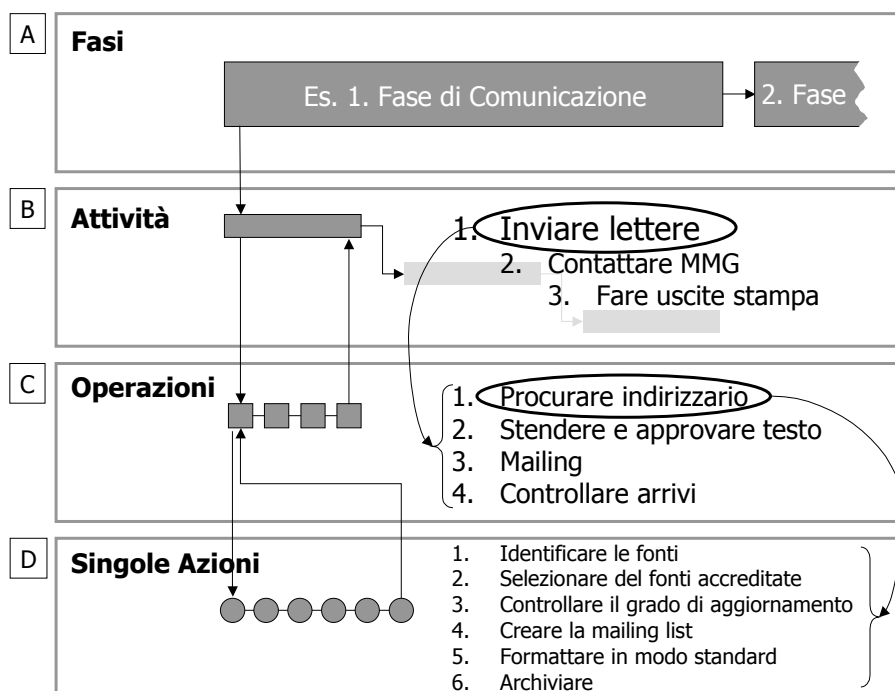 A
Fasi
Es. 1. Fase di Comunicazione
2. Fase
B
Attività
1. Inviare lettere
2. Contattare MMG
3. Fare uscite stampa
C
Operazioni
1. Procurare indirizzario
2. Stendere e approvare testo
3. Mailing
4. Controllare arrivi
D
Singole Azioni
1. Identificare le fonti
2. Selezionare del fonti accreditate
3. Controllare il grado di aggiornamento
4. Creare la mailing list
5. Formattare in modo standard
6. Archiviare